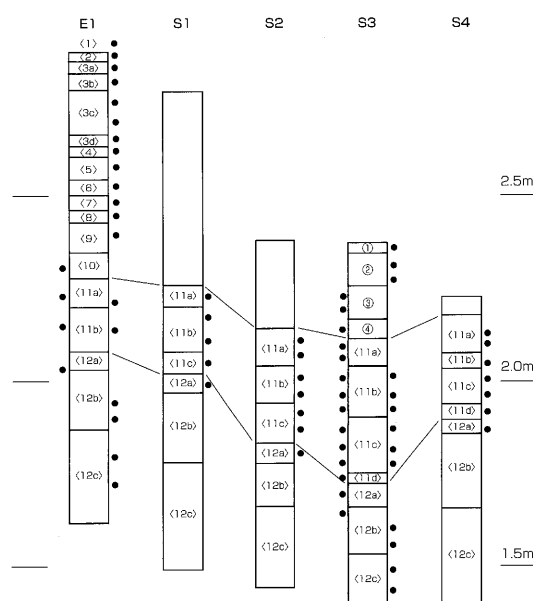 E1 S1 S2 S3 S4
⟨1⟩
⟨2⟩
⟨3a⟩
⟨3b⟩
⟨3c⟩
⟨3d⟩
⟨4⟩
⟨5⟩
⟨6⟩
⟨7⟩
⟨8⟩
⟨9⟩
⟨10⟩
⟨11a⟩
⟨11b⟩
⟨12a⟩
⟨12b⟩
⟨12c⟩
⟨11a⟩
⟨11b⟩
⟨11c⟩
⟨12a⟩
⟨12b⟩
⟨12c⟩
⟨11a⟩
⟨11b⟩
⟨11c⟩
⟨12a⟩
⟨12b⟩
⟨12c⟩
①
②
③
④
⟨11a⟩
⟨11b⟩
⟨11c⟩
⟨11d⟩
⟨12a⟩
⟨12b⟩
⟨12c⟩
⟨11a⟩
⟨11b⟩
⟨11c⟩
⟨11d⟩
⟨12a⟩
⟨12b⟩
⟨12c⟩
2.5m
2.0m
1.5m